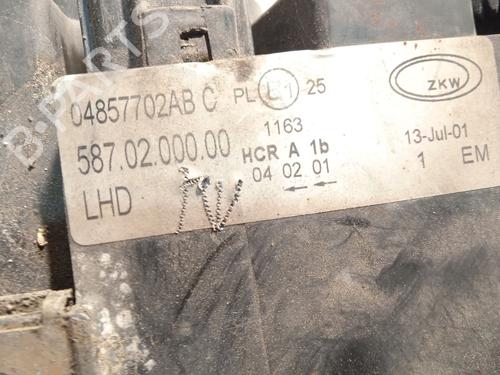 04857702AB C PL E1 25
ZKW
587.02.000.00 1163 13-Jul-01
HCR A 1b
LHD 04 02 01 1 EM
B-PARTS